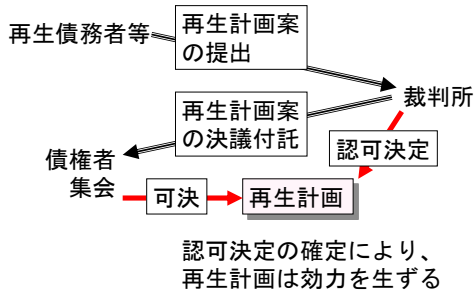 再生債務者等
再生計画案
の提出
裁判所
再生計画案
の決議付託
認可決定
債権者
集会
可決
再生計画
認可決定の確定により、
再生計画は効力を生ずる